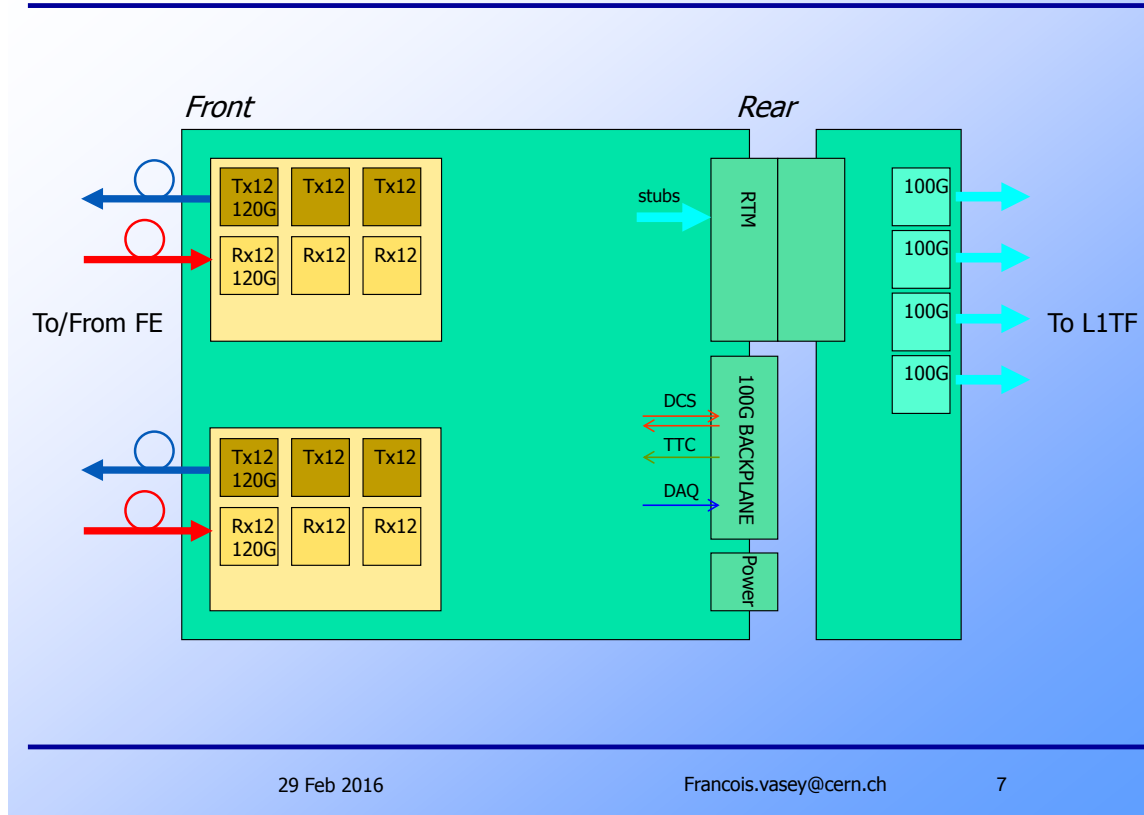 Front
Rear
Tx12
120G
Tx12
Tx12
Rx12
120G
Rx12
Rx12
To/From FE
Tx12
120G
Tx12
Tx12
Rx12
120G
Rx12
Rx12
stubs
RTM
DCS
TTC
DAQ
100G BACKPLANE
Power
100G
100G
100G
100G
To L1TF
29 Feb 2016
Francois.vasey@cern.ch
7